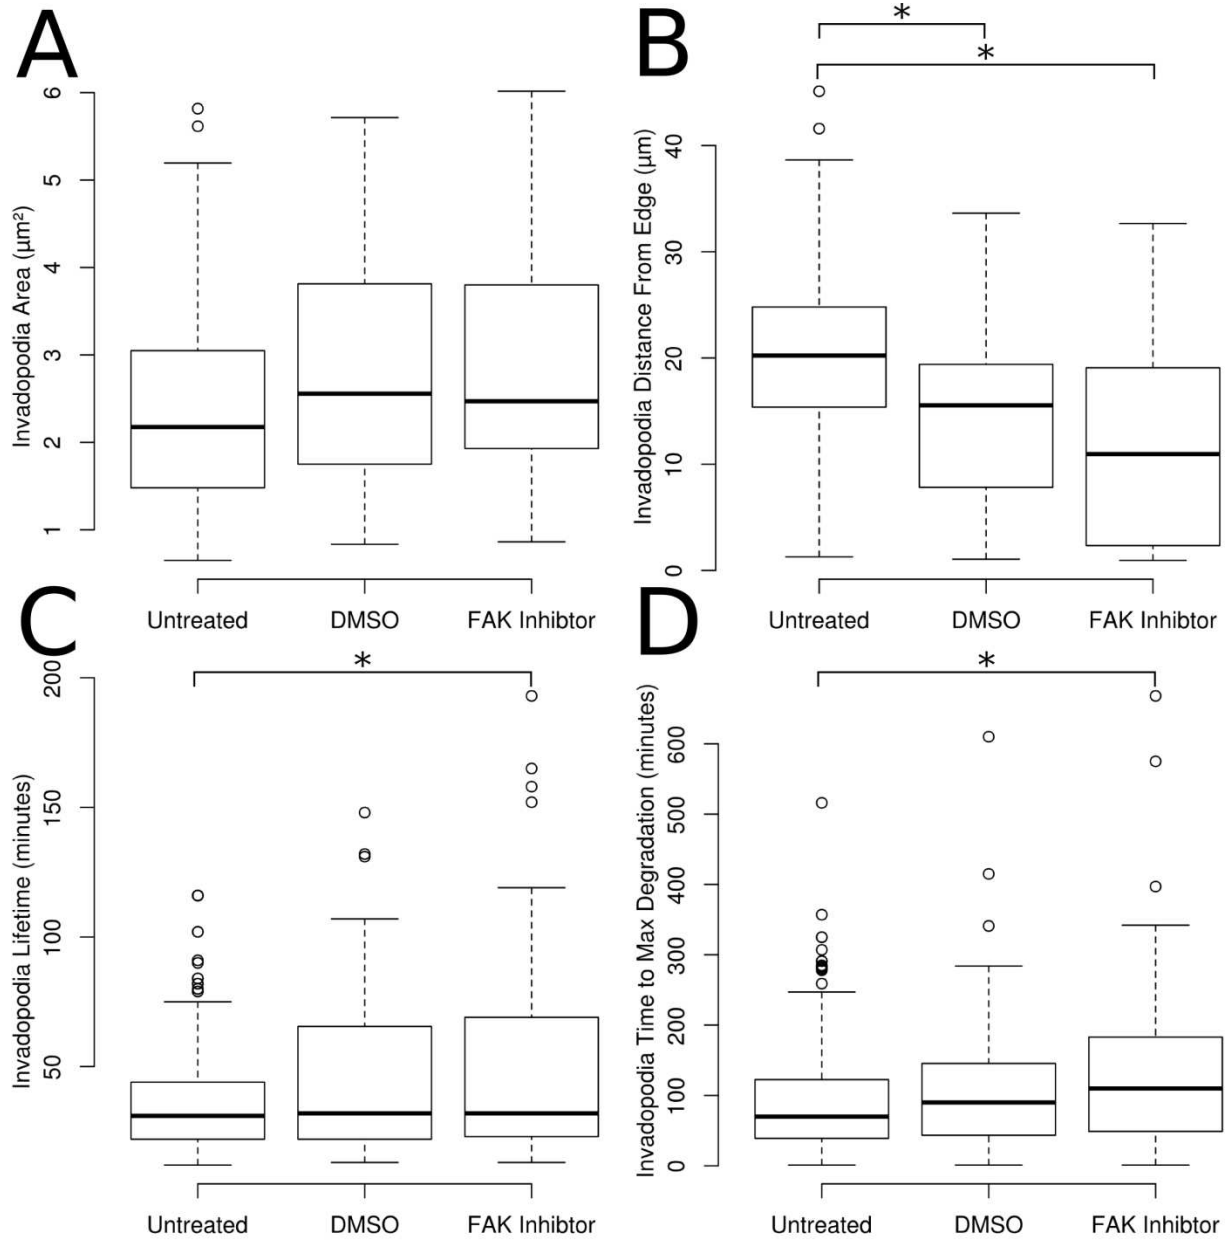 A
B
*
*
Invadopodia Area (µm²)
6
5
4
3
2
1
Untreated DMSO FAK Inhibtor
Invadopodia Distance From Edge (µm)
40
30
20
10
0
Untreated DMSO FAK Inhibtor
C
D
*
Invadopodia Lifetime (minutes)
200
150
100
50
Untreated DMSO FAK Inhibtor
*
Invadopodia Time to Max Degradation (minutes)
600
500
400
300
200
100
0
Untreated DMSO FAK Inhibtor